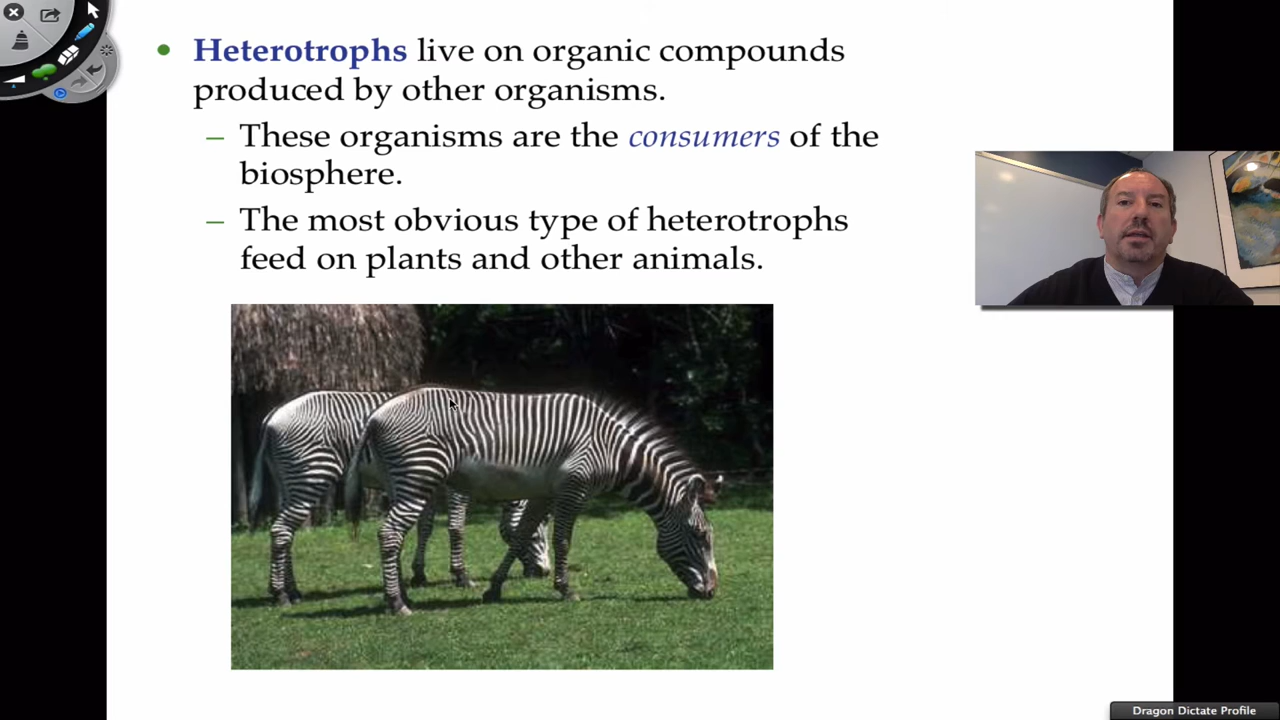 • Heterotrophs live on organic compounds
produced by other organisms.
– These organisms are the consumers of the
biosphere.
– The most obvious type of heterotrophs
feed on plants and other animals.
Dragon Dictate Profile